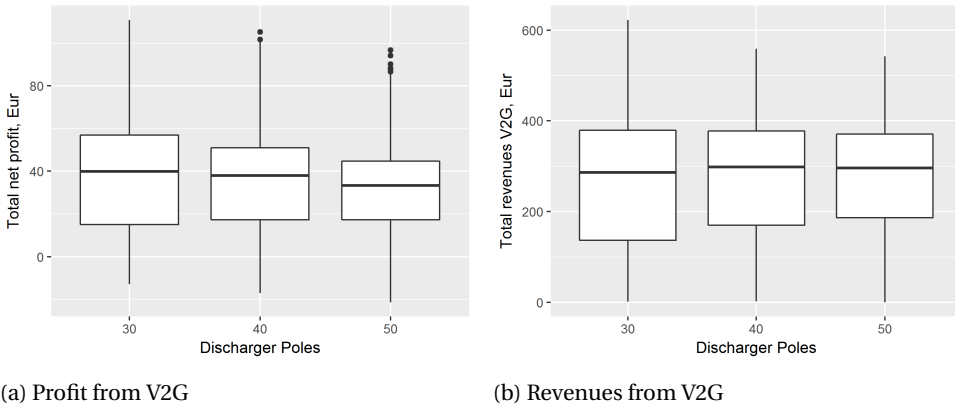 Total net profit, Eur
80
40
0
30 40 50
Discharger Poles
(a) Profit from V2G
Total revenues V2G, Eur
600
400
200
0
30 40 50
Discharger Poles
(b) Revenues from V2G